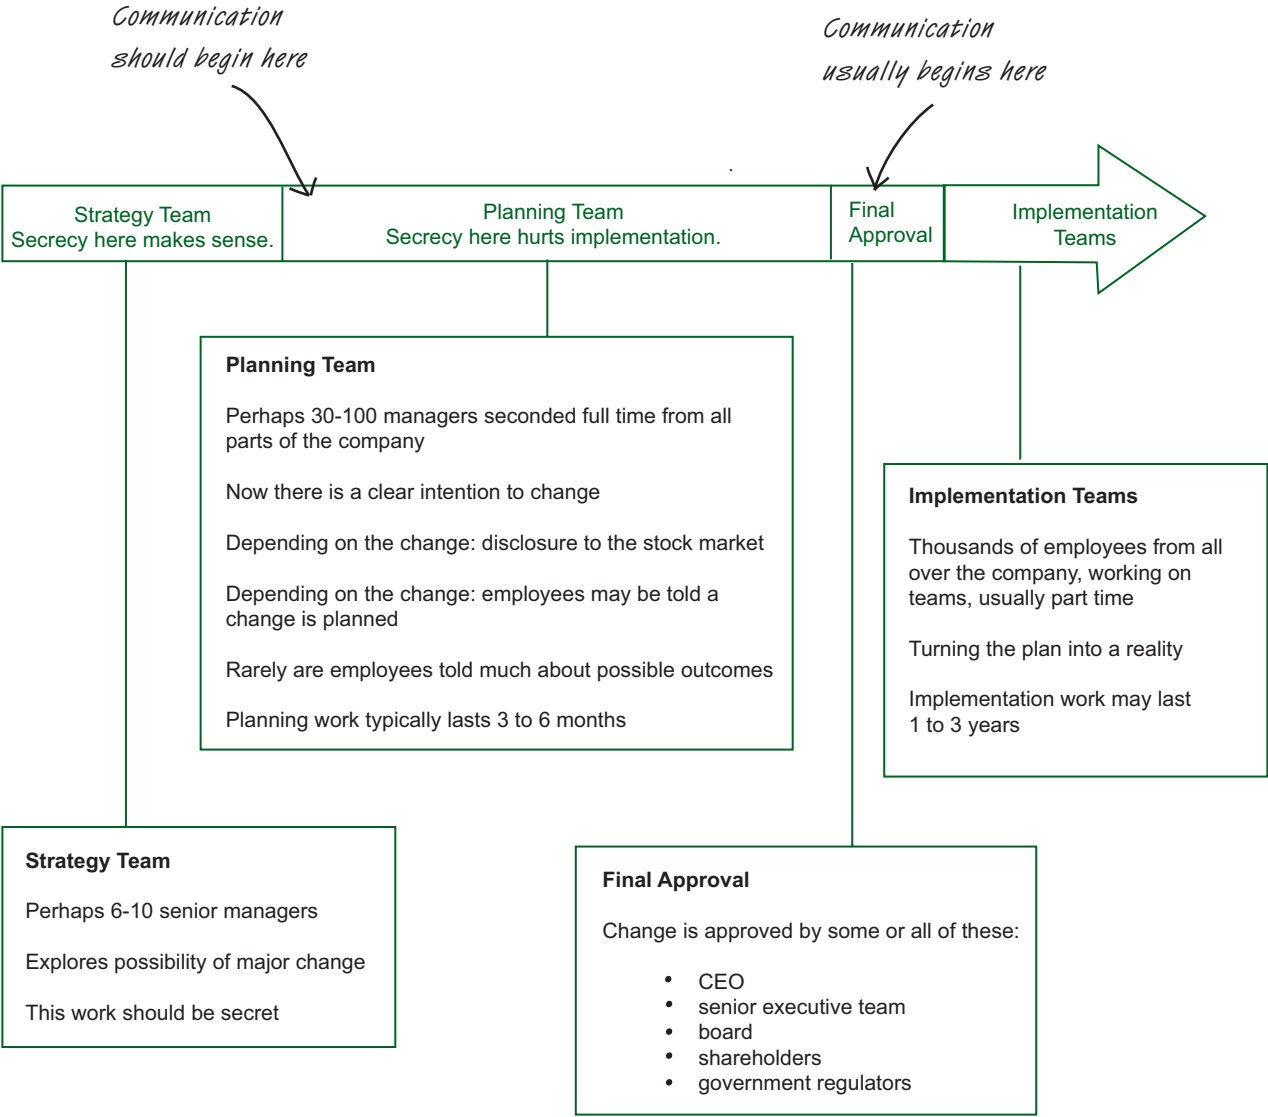 Communication
should begin here
Communication
usually begins here
Strategy Team
Secrecy here makes sense.
Planning Team
Secrecy here hurts implementation.
Final
Approval
Implementation
Teams
Planning Team
Perhaps 30-100 managers seconded full time from all
parts of the company
Now there is a clear intention to change
Depending on the change: disclosure to the stock market
Depending on the change: employees may be told a
change is planned
Rarely are employees told much about possible outcomes
Planning work typically lasts 3 to 6 months
Implementation Teams
Thousands of employees from all
over the company, working on
teams, usually part time
Turning the plan into a reality
Implementation work may last
1 to 3 years
Strategy Team
Perhaps 6-10 senior managers
Explores possibility of major change
This work should be secret
Final Approval
Change is approved by some or all of these:
• CEO
• senior executive team
• board
• shareholders
• government regulators